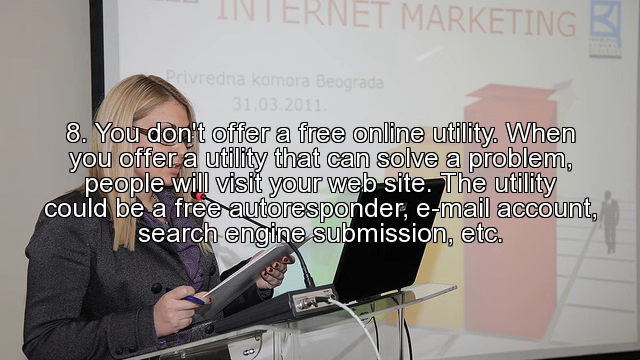 INTERNET MARKETING
Privredna komora Beograda
31.03.2011.
8. You don't offer a free online utility. When
you offer a utility that can solve a problem,
people will visit your web site. The utility
could be a free autoresponder, e-mail account,
search engine submission, etc.